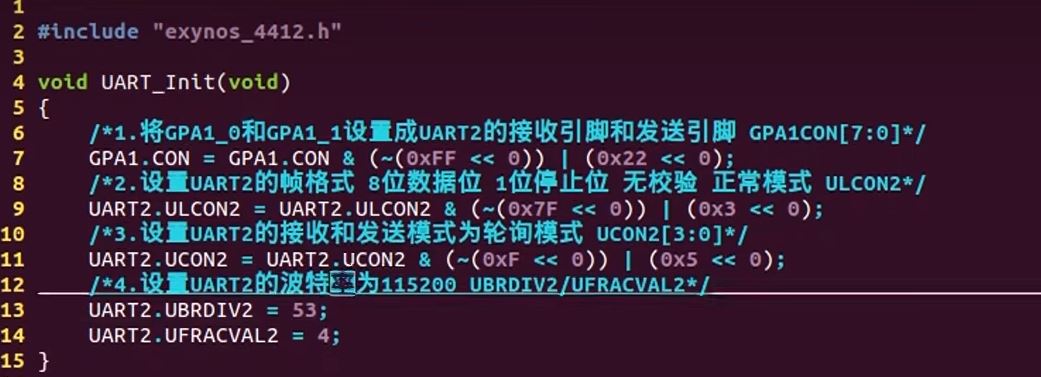 1
2 #include "exynos_4412.h"
3
4 void UART_Init(void)
5 {
6     /*1.将GPA1_0和GPA1_1设置成UART2的接收引脚和发送引脚 GPA1CON[7:0]*/
7     GPA1.CON = GPA1.CON & (~(0xFF << 0)) | (0x22 << 0);
8     /*2.设置UART2的帧格式 8位数据位 1位停止位 无校验 正常模式 ULCON2*/
9     UART2.ULCON2 = UART2.ULCON2 & (~(0x7F << 0)) | (0x3 << 0);
10     /*3.设置UART2的接收和发送模式为轮询模式 UCON2[3:0]*/
11     UART2.UCON2 = UART2.UCON2 & (~(0xF << 0)) | (0x5 << 0);
12     /*4.设置UART2的波特率为115200 UBRDIV2/UFRACVAL2*/
13     UART2.UBRDIV2 = 53;
14     UART2.UFRACVAL2 = 4;
15 }